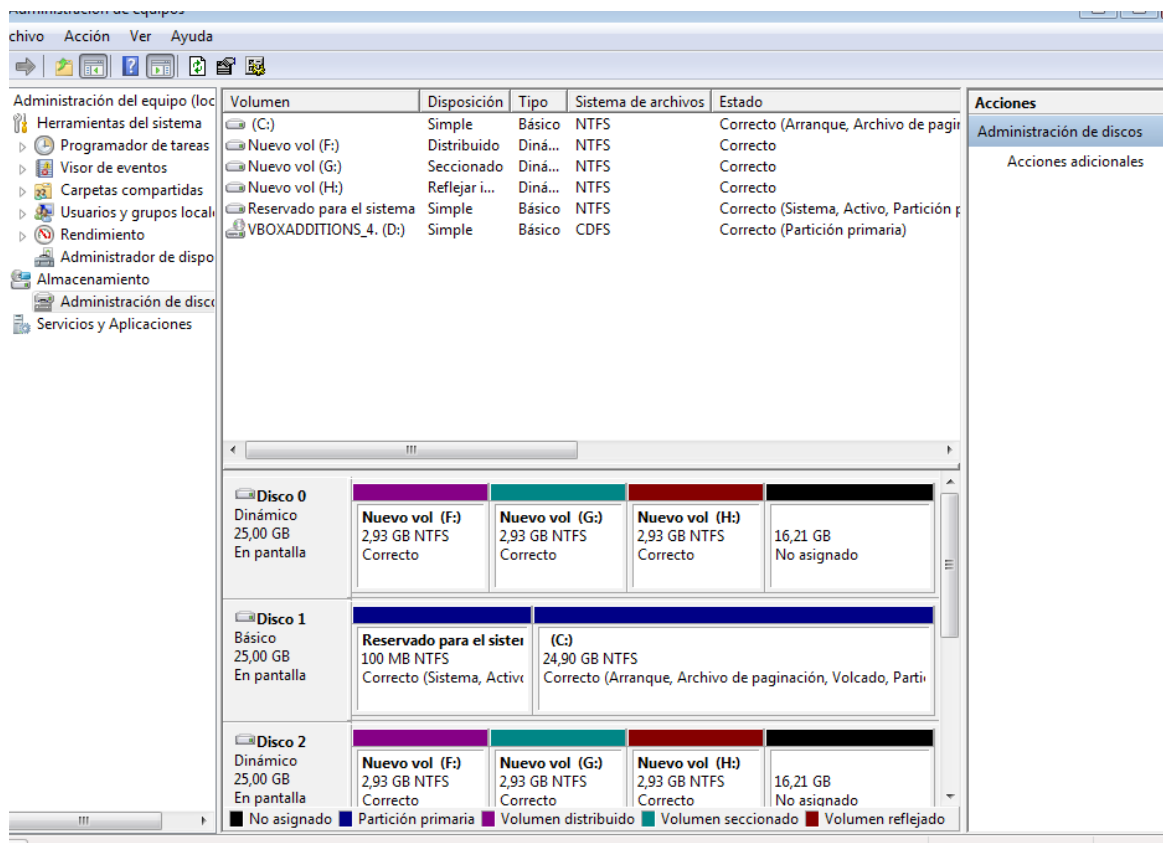 Administración de equipos
chivo Acción Ver Ayuda
Administración del equipo (loc
Herramientas del sistema
Programador de tareas
Visor de eventos
Carpetas compartidas
Usuarios y grupos local
Rendimiento
Administrador de dispo
Almacenamiento
Administración de disco
Servicios y Aplicaciones
Volumen Disposición Tipo Sistema de archivos Estado
(C:) Simple Básico NTFS Correcto (Arranque, Archivo de pagin
Nuevo vol (F:) Distribuido Diná... NTFS Correcto
Nuevo vol (G:) Seccionado Diná... NTFS Correcto
Nuevo vol (H:) Reflejar i... Diná... NTFS Correcto
Reservado para el sistema Simple Básico NTFS Correcto (Sistema, Activo, Partición p
VBOXADDITIONS_4. (D:) Simple Básico CDFS Correcto (Partición primaria)
Disco 0
Dinámico
25,00 GB
En pantalla
Nuevo vol (F:)
2,93 GB NTFS
Correcto
Nuevo vol (G:)
2,93 GB NTFS
Correcto
Nuevo vol (H:)
2,93 GB NTFS
Correcto
16,21 GB
No asignado
Disco 1
Básico
25,00 GB
En pantalla
Reservado para el sister
100 MB NTFS
Correcto (Sistema, Activo
(C:)
24,90 GB NTFS
Correcto (Arranque, Archivo de paginación, Volcado, Parti
Disco 2
Dinámico
25,00 GB
En pantalla
Nuevo vol (F:)
2,93 GB NTFS
Correcto
Nuevo vol (G:)
2,93 GB NTFS
Correcto
Nuevo vol (H:)
2,93 GB NTFS
Correcto
16,21 GB
No asignado
No asignado Partición primaria Volumen distribuido Volumen seccionado Volumen reflejado
Acciones
Administración de discos
Acciones adicionales